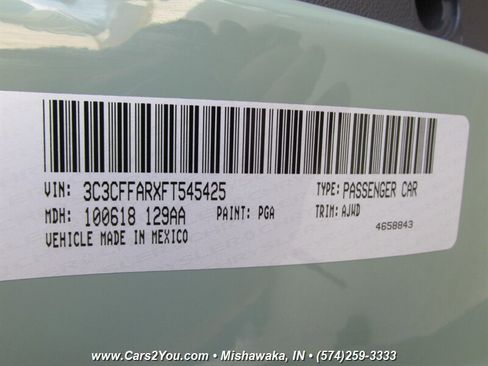 VIN: 3C3CFFARXFT545425 TYPE: PASSENGER CAR
MDH: 100618 129AA PAINT: PGA TRIM: AJWD
VEHICLE MADE IN MEXICO 4658843
www.Cars2You.com - Mishawaka, IN - (574)259-3333